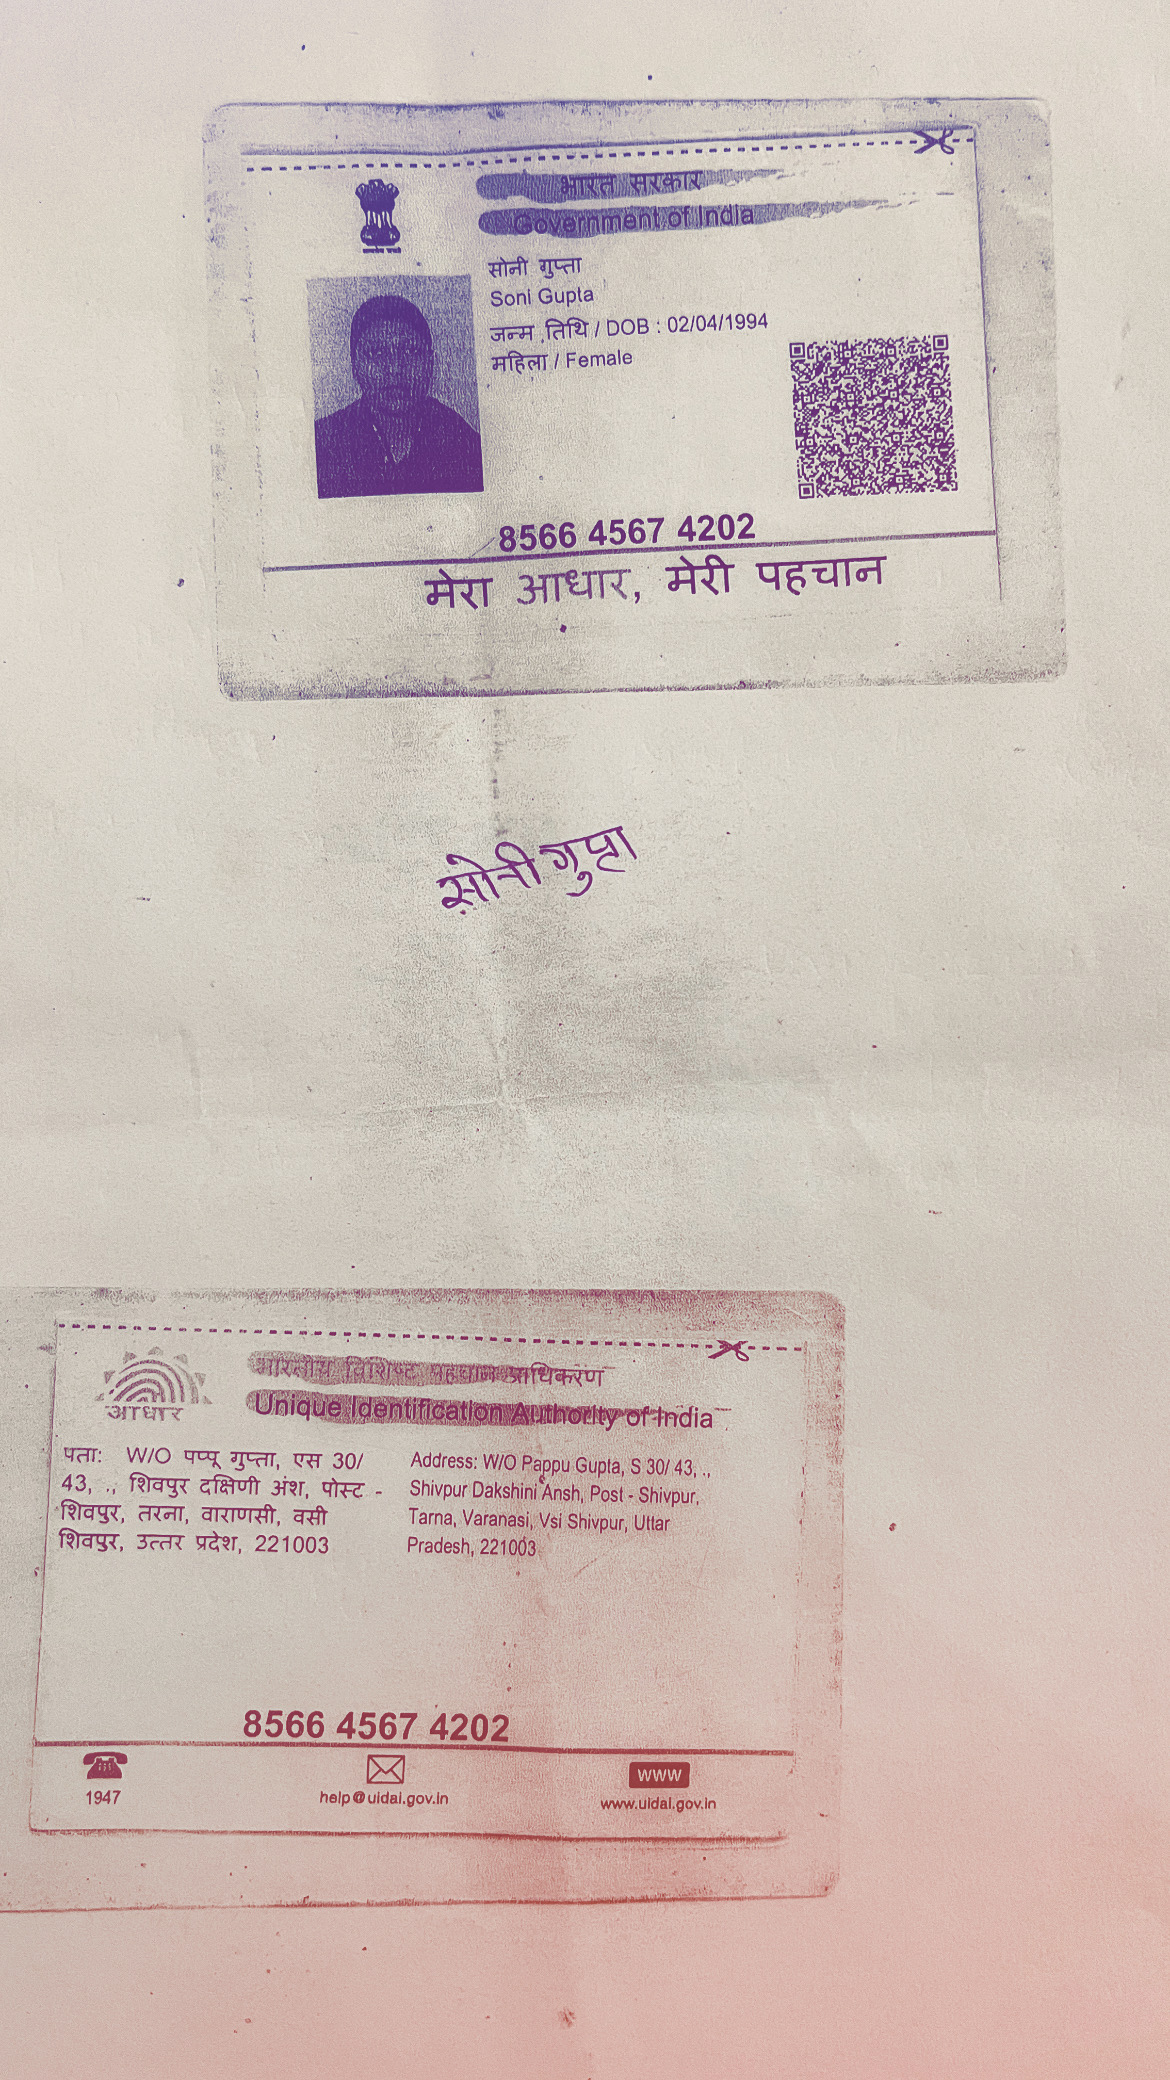 भारत सरकार
Government of India
सोनी गुप्ता
Soni Gupta
जन्म तिथि / DOB : 02/04/1994
महिला / Female
8566 4567 4202
मेरा आधार, मेरी पहचान
सोनी गुप्ता
भारतीय विशिष्ट पहचान प्राधिकरण
Unique Identification Authority of India
आधार
पता: W/O पप्पू गुप्ता, एस 30/
43, ., शिवपुर दक्षिणी अंश, पोस्ट -
शिवपुर, तरना, वाराणसी, वसी
शिवपुर, उत्तर प्रदेश, 221003
Address: W/O Pappu Gupta, S 30/ 43, .,
Shivpur Dakshini Ansh, Post - Shivpur,
Tarna, Varanasi, Vsi Shivpur, Uttar
Pradesh, 221003
8566 4567 4202
1947
help@uidai.gov.in
WWW
www.uidai.gov.in